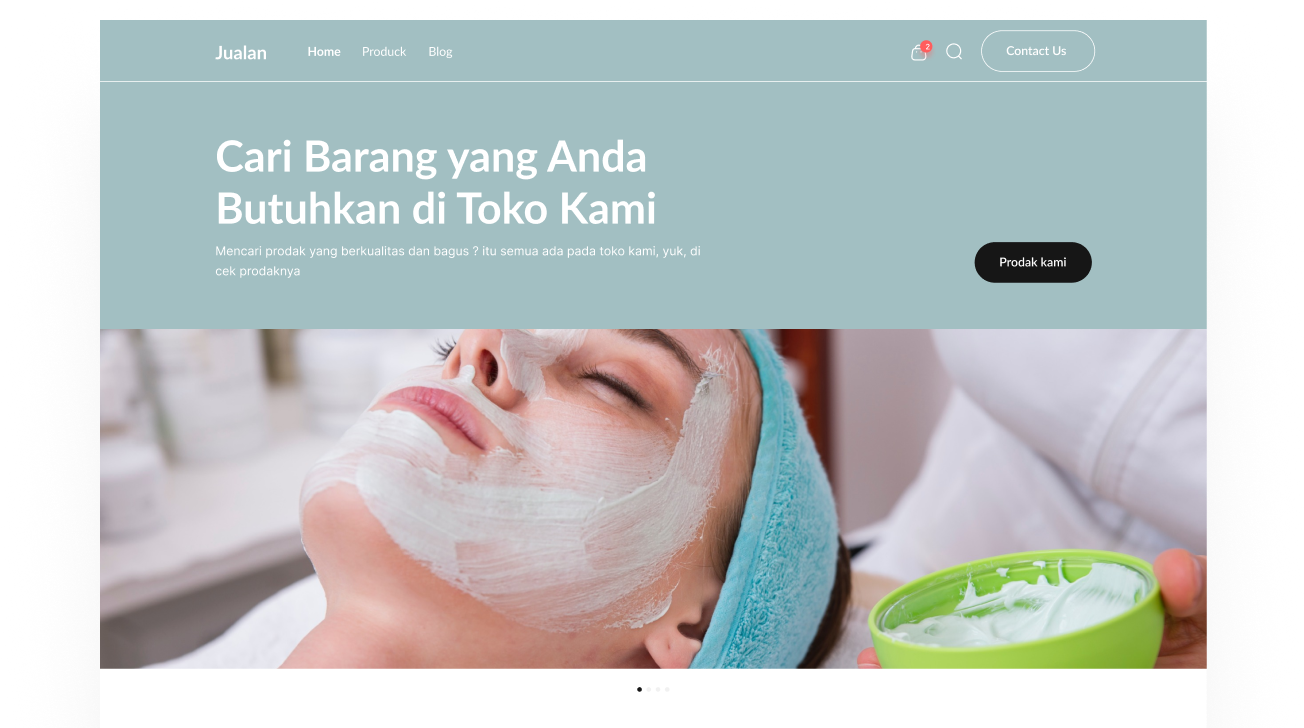 Jualan
Home
Produck
Blog
2
Contact Us
Cari Barang yang Anda
Butuhkan di Toko Kami
Mencari prodak yang berkualitas dan bagus ? itu semua ada pada toko kami, yuk, di
cek prodaknya
Prodak kami